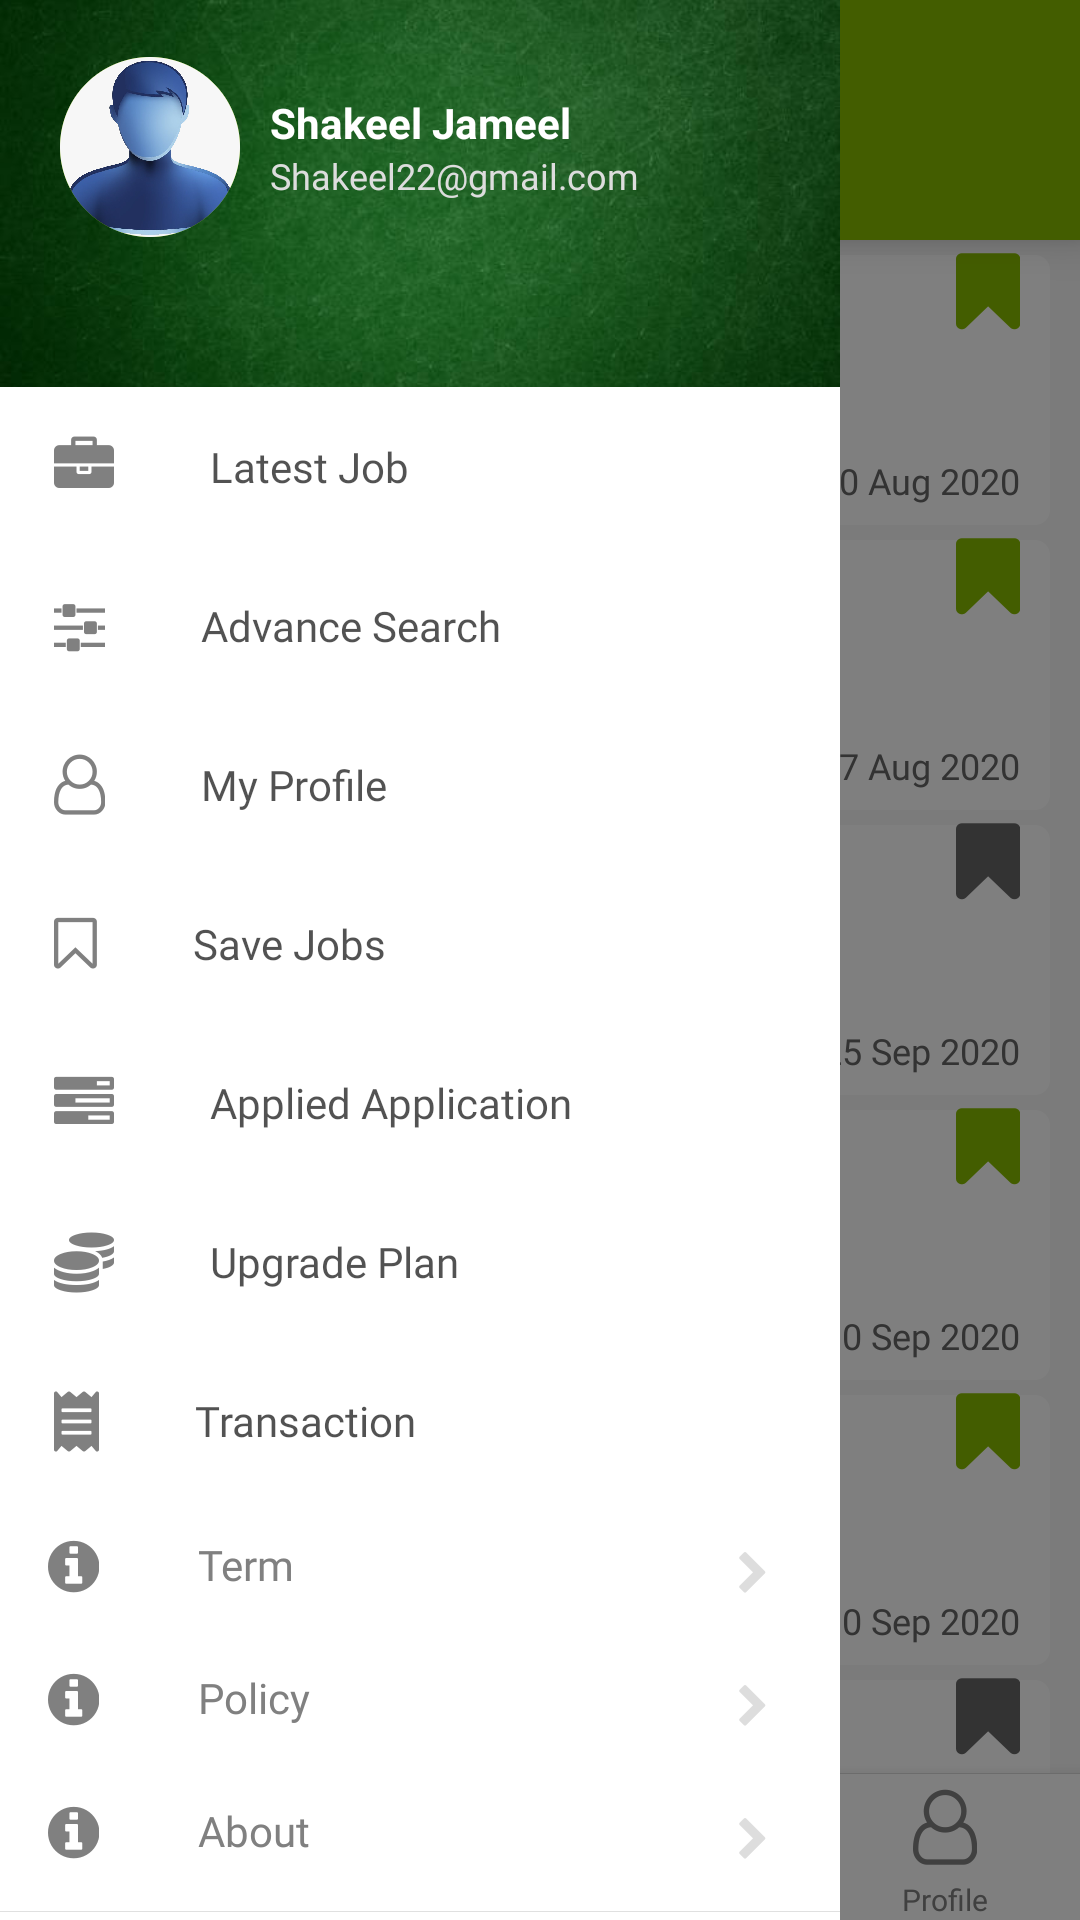 Shakeel Jameel
Shakeel22@gmail.com
Latest Job
0 Aug 2020
Advance Search
My Profile
7 Aug 2020
Save Jobs
5 Sep 2020
Applied Application
Upgrade Plan
0 Sep 2020
Transaction
Term
0 Sep 2020
Policy
About
Profile